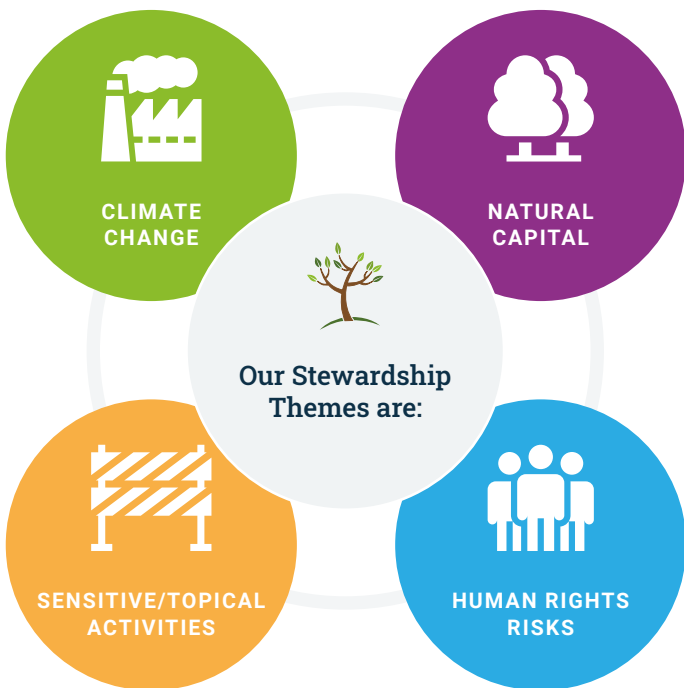 CLIMATE
CHANGE
NATURAL
CAPITAL
Our Stewardship
Themes are:
SENSITIVE/TOPICAL
ACTIVITIES
HUMAN RIGHTS
RISKS